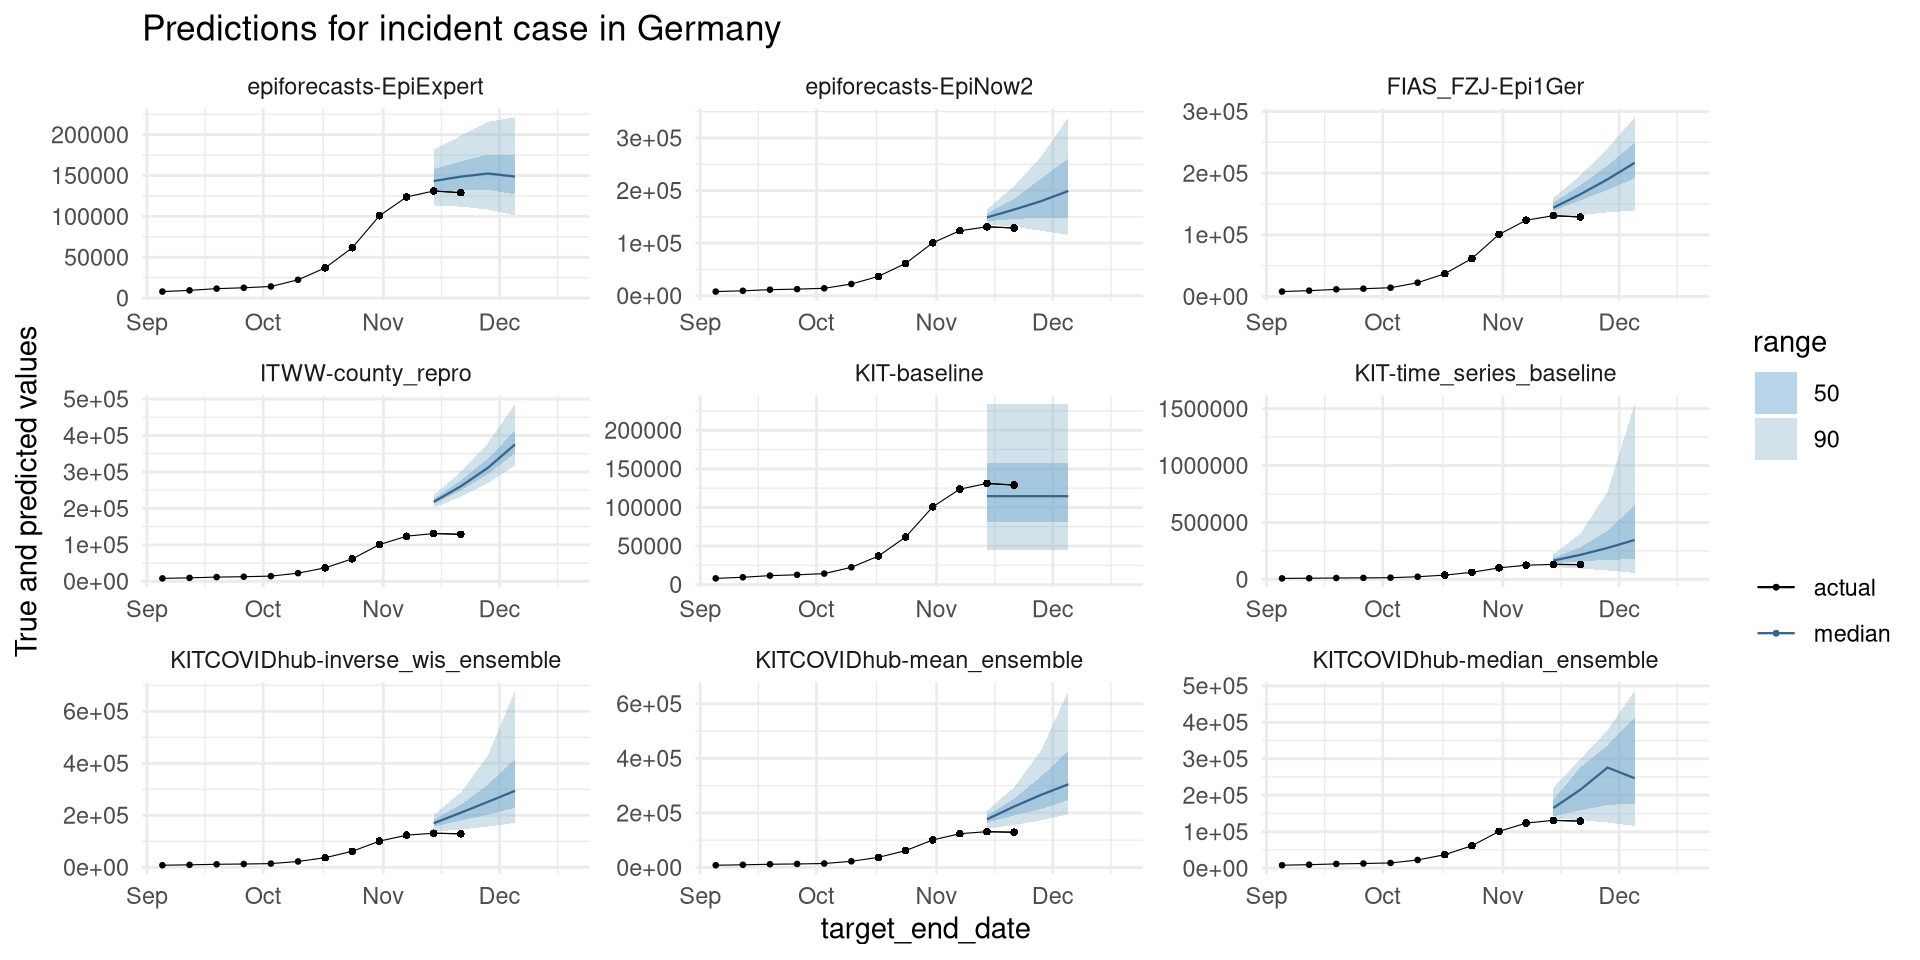 Predictions for incident case in Germany
epiforecasts-EpiExpert
epiforecasts-EpiNow2
FIAS_FZJ-Epi1Ger
200000
150000
100000
50000
0
Sep Oct Nov Dec
3e+05
2e+05
1e+05
0e+00
Sep Oct Nov Dec
3e+05
2e+05
1e+05
0e+00
Sep Oct Nov Dec
ITWW-county_repro
KIT-baseline
KIT-time_series_baseline
5e+05
4e+05
3e+05
2e+05
1e+05
0e+00
Sep Oct Nov Dec
200000
150000
100000
50000
0
Sep Oct Nov Dec
1500000
1000000
500000
0
Sep Oct Nov Dec
KITCOVIDhub-inverse_wis_ensemble
KITCOVIDhub-mean_ensemble
KITCOVIDhub-median_ensemble
6e+05
4e+05
2e+05
0e+00
Sep Oct Nov Dec
6e+05
4e+05
2e+05
0e+00
Sep Oct Nov Dec
5e+05
4e+05
3e+05
2e+05
1e+05
0e+00
Sep Oct Nov Dec
True and predicted values
target_end_date
range
50
90
actual
median